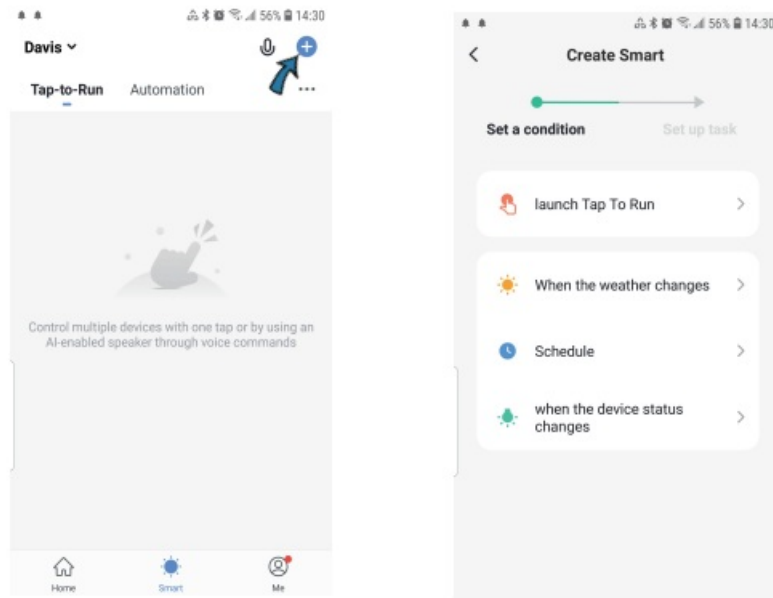 56% 14:30
Davis
Tap-to-Run Automation
Control multiple devices with one tap or by using an
AI-enabled speaker through voice commands
Home Smart Me
56% 14:30
Create Smart
Set a condition Set up task
launch Tap To Run
When the weather changes
Schedule
when the device status
changes